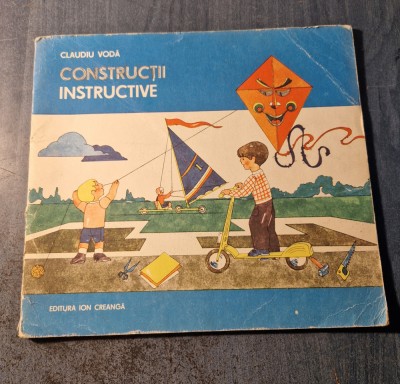 CLAUDIU VODĂ
CONSTRUCȚII
INSTRUCTIVE
EDITURA ION CREANGĂ